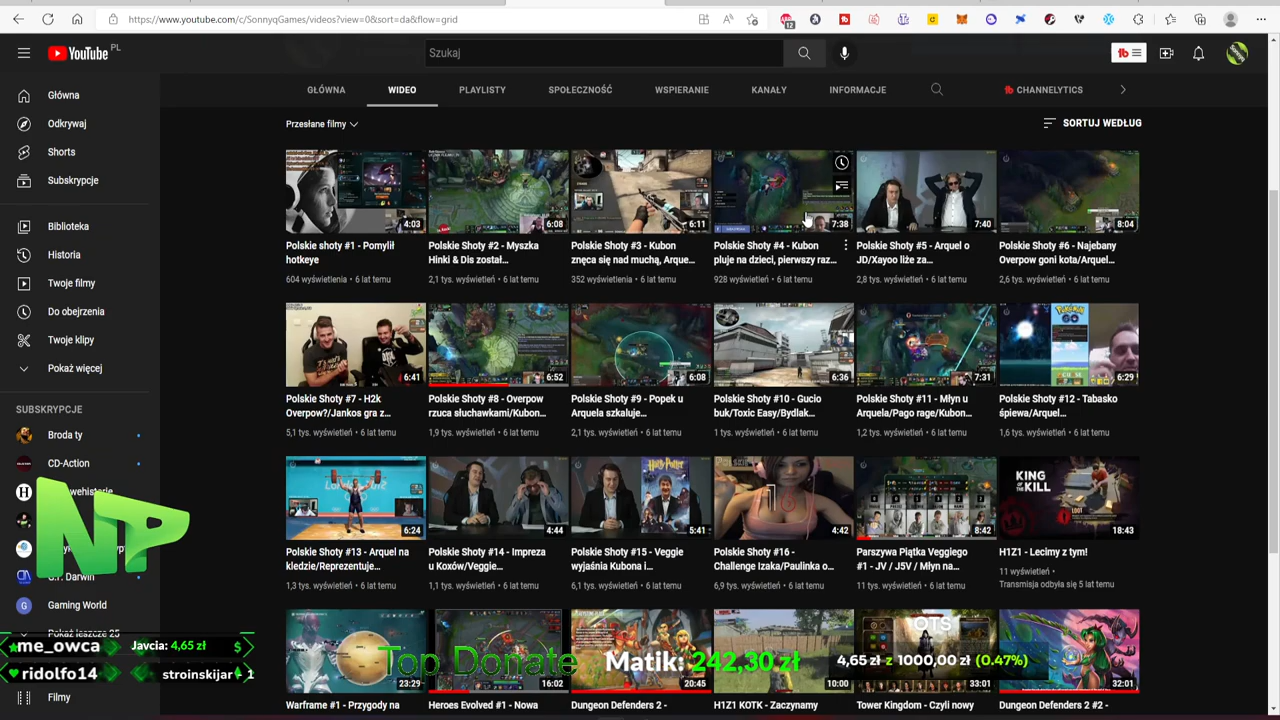 https://www.youtube.com/c/SonnyqGames/videos?view=0&sort=da&flow=grid
12
YouTube PL
Szukaj
GŁÓWNA
WIDEO
PLAYLISTY
SPOŁECZNOŚĆ
WSPIERANIE
KANAŁY
INFORMACJE
CHANNELYTICS
Przesłane filmy
SORTUJ WEDŁUG
Główna
Odkrywaj
Shorts
Subskrypcje
Biblioteka
Historia
Twoje filmy
Do obejrzenia
Twoje klipy
Pokaż więcej
SUBSKRYPCJE
Broda ty
CD-Action
G.F. Darwin
Gaming World
Pokaż jeszcze 25
Filmy
NP
4:03
6:08
6:11
7:38
7:40
8:04
Polskie shoty #1 - Pomylił hotkeye
604 wyświetlenia • 6 lat temu
Polskie Shoty #2 - Myszka Hinki & Dis został...
2,1 tys. wyświetleń • 6 lat temu
Polskie Shoty #3 - Kubon znęca się nad muchą, Arque...
352 wyświetlenia • 6 lat temu
Polskie Shoty #4 - Kubon pluje na dzieci, pierwszy raz...
928 wyświetleń • 6 lat temu
Polskie Shoty #5 - Arquel o JD/Xayoo liże za...
2,8 tys. wyświetleń • 6 lat temu
Polskie Shoty #6 - Najebany Overpow goni kota/Arquel...
2,6 tys. wyświetleń • 6 lat temu
6:41
6:52
6:08
6:36
7:31
6:29
Polskie Shoty #7 - H2k Overpow?/Jankos gra z...
5,1 tys. wyświetleń • 6 lat temu
Polskie Shoty #8 - Overpow rzuca słuchawkami/Kubon...
1,9 tys. wyświetleń • 6 lat temu
Polskie Shoty #9 - Popek u Arquela szkaluje...
2,1 tys. wyświetleń • 6 lat temu
Polskie Shoty #10 - Gucio buk/Toxic Easy/Bydlak...
1 tys. wyświetleń • 6 lat temu
Polskie Shoty #11 - Młyn u Arquela/Pago rage/Kubon...
1,2 tys. wyświetleń • 6 lat temu
Polskie Shoty #12 - Tabasko śpiewa/Arquel...
1,6 tys. wyświetleń • 6 lat temu
6:24
4:44
5:41
4:42
8:42
18:43
KING OF THE KILL
LOOT
Polskie Shoty #13 - Arquel na kledzie/Reprezentuje...
1,3 tys. wyświetleń • 6 lat temu
Polskie Shoty #14 - Impreza u Koxów/Veggie...
1,1 tys. wyświetleń • 6 lat temu
Polskie Shoty #15 - Veggie wyjaśnia Kubona i...
6,1 tys. wyświetleń • 6 lat temu
Polskie Shoty #16 - Challenge Izaka/Paulinka o...
6,9 tys. wyświetleń • 6 lat temu
Parszywa Piątka Veggiego #1 - JV / J5V / Młyn na...
11 tys. wyświetleń • 6 lat temu
H1Z1 - Lecimy z tym!
11 wyświetleń •
Transmisja odbyła się 5 lat temu
23:29
16:02
20:45
10:00
33:01
32:01
Warframe #1 - Przygody na
Heroes Evolved #1 - Nowa
Dungeon Defenders 2 -
H1Z1 KOTK - Zaczynamy
Tower Kingdom - Czyli nowy
Dungeon Defenders 2 #2 -
me_owca
Javcia: 4,65 zł
$
ridolfo14
stroinskijar
1
Top Donate
Matik: 242,30 zł
OTS
4,65 zł z 1000,00 zł (0.47%)